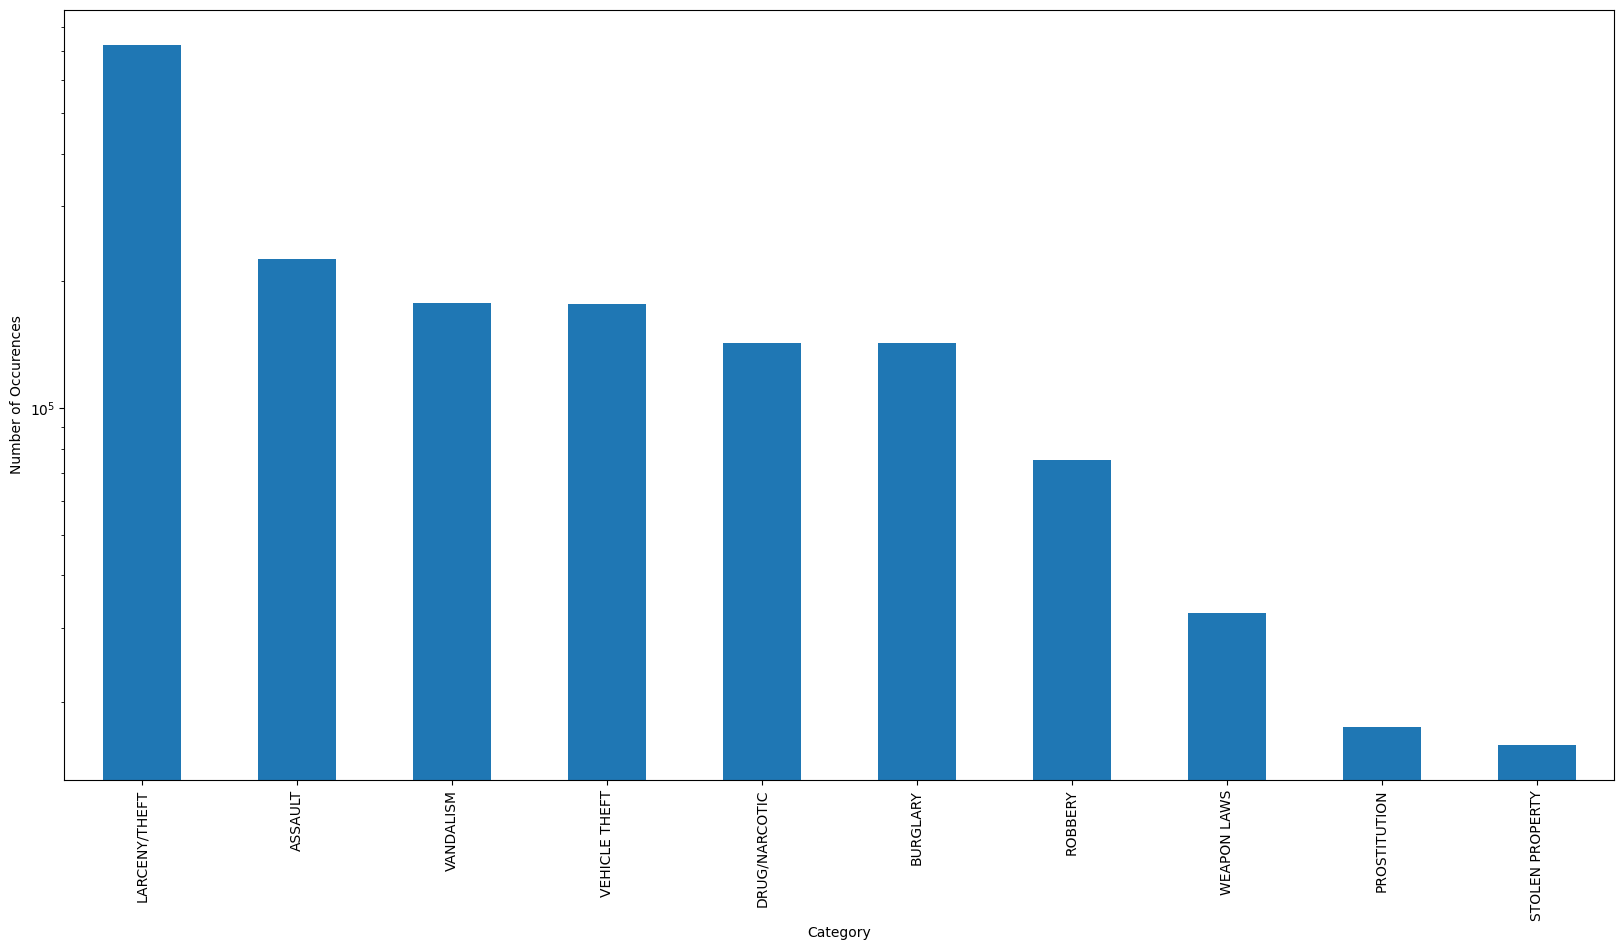 Number of Occurences
10⁵
LARCENY/THEFT
ASSAULT
VANDALISM
VEHICLE THEFT
DRUG/NARCOTIC
BURGLARY
ROBBERY
WEAPON LAWS
PROSTITUTION
STOLEN PROPERTY
Category